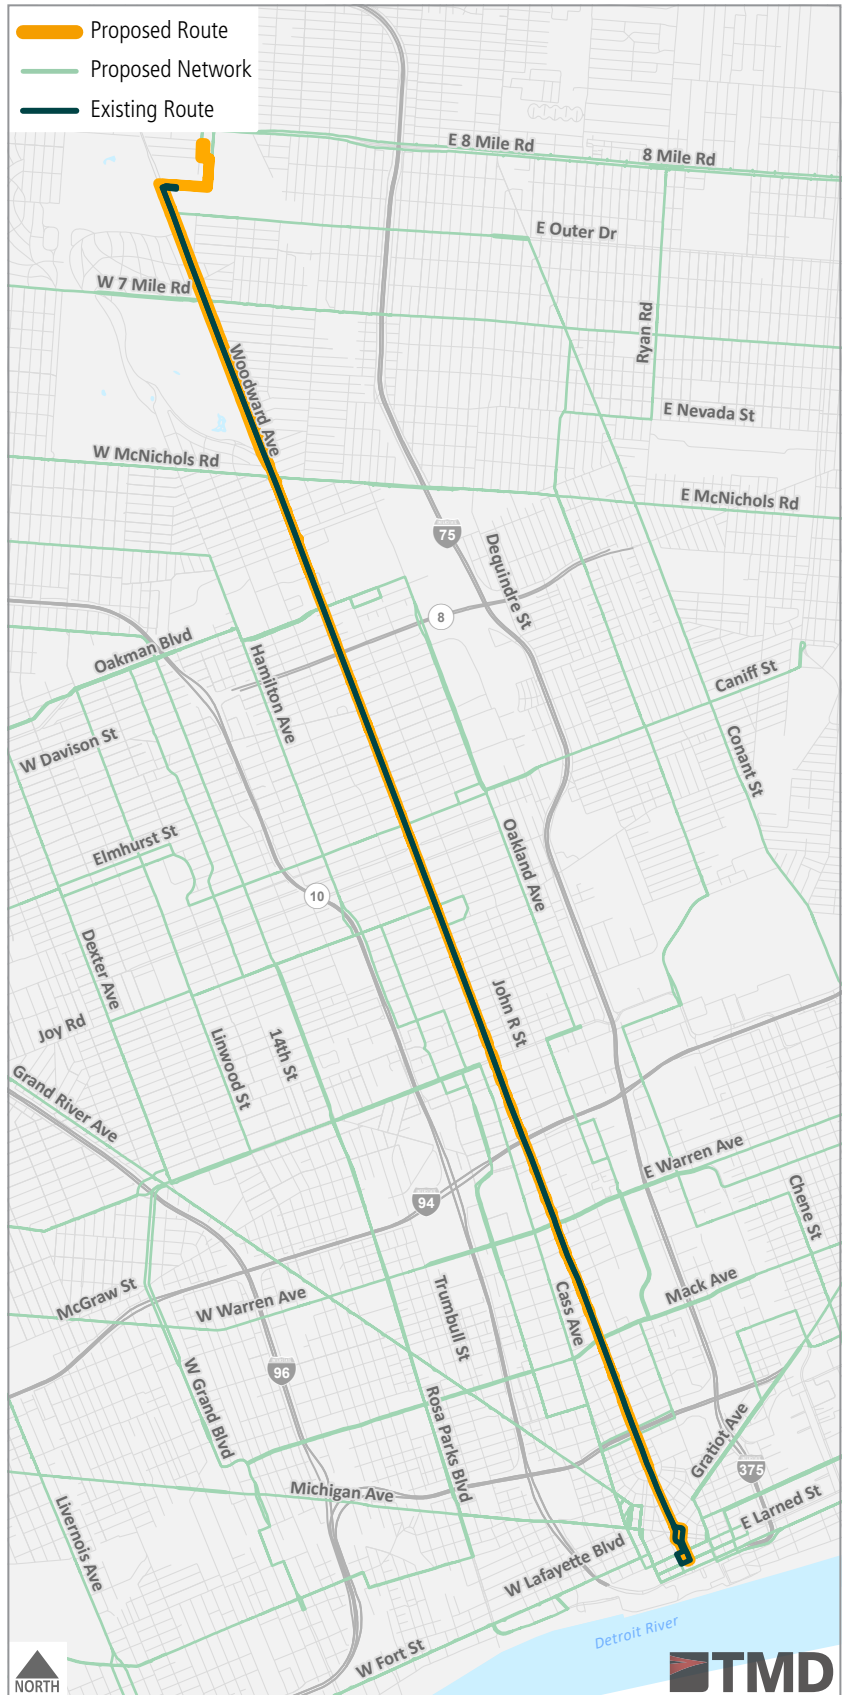 Proposed Route
Proposed Network
Existing Route
E 8 Mile Rd
8 Mile Rd
E Outer Dr
W 7 Mile Rd
Ryan Rd
Woodward Ave
E Nevada St
W McNichols Rd
E McNichols Rd
75
Dequindre St
8
Oakman Blvd
Hamilton Ave
Caniff St
W Davison St
Conant St
Elmhurst St
Oakland Ave
10
Dexter Ave
John R St
Joy Rd
Linwood St
14th St
Grand River Ave
E Warren Ave
94
Chene St
McGraw St
W Warren Ave
Trumbull St
Cass Ave
Mack Ave
96
W Grand Blvd
Rosa Parks Blvd
Gratiot Ave
375
Michigan Ave
Livernois Ave
E Larned St
W Lafayette Blvd
Detroit River
W Fort St
NORTH
TMD